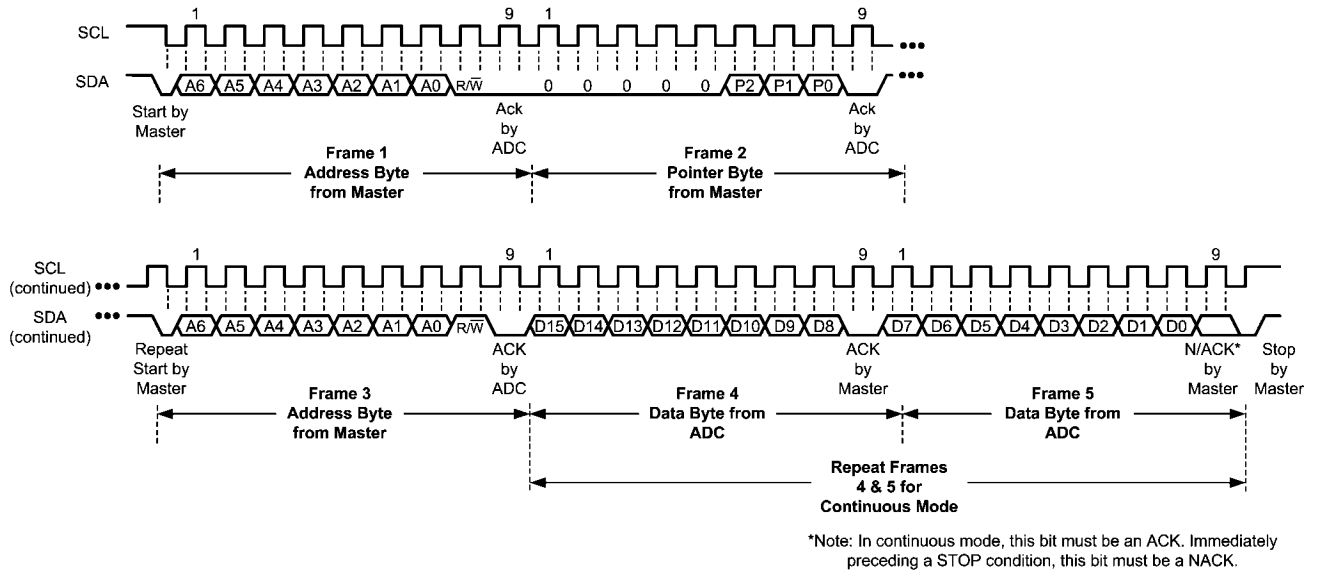 1 9 1 9
SCL
SDA
A6 A5 A4 A3 A2 A1 A0 R/W̅ 0 0 0 0 0 P2 P1 P0
Start by
Master
Ack
by
ADC
Ack
by
ADC
Frame 1
Address Byte
from Master
Frame 2
Pointer Byte
from Master
1 9 1 9 1 9
SCL
(continued)
SDA
(continued)
A6 A5 A4 A3 A2 A1 A0 R/W̅ D15 D14 D13 D12 D11 D10 D9 D8 D7 D6 D5 D4 D3 D2 D1 D0
Repeat
Start by
Master
ACK
by
ADC
ACK
by
Master
N/ACK*
by
Master
Stop
by
Master
Frame 3
Address Byte
from Master
Frame 4
Data Byte from
ADC
Frame 5
Data Byte from
ADC
Repeat Frames
4 & 5 for
Continuous Mode
*Note: In continuous mode, this bit must be an ACK. Immediately
preceding a STOP condition, this bit must be a NACK.